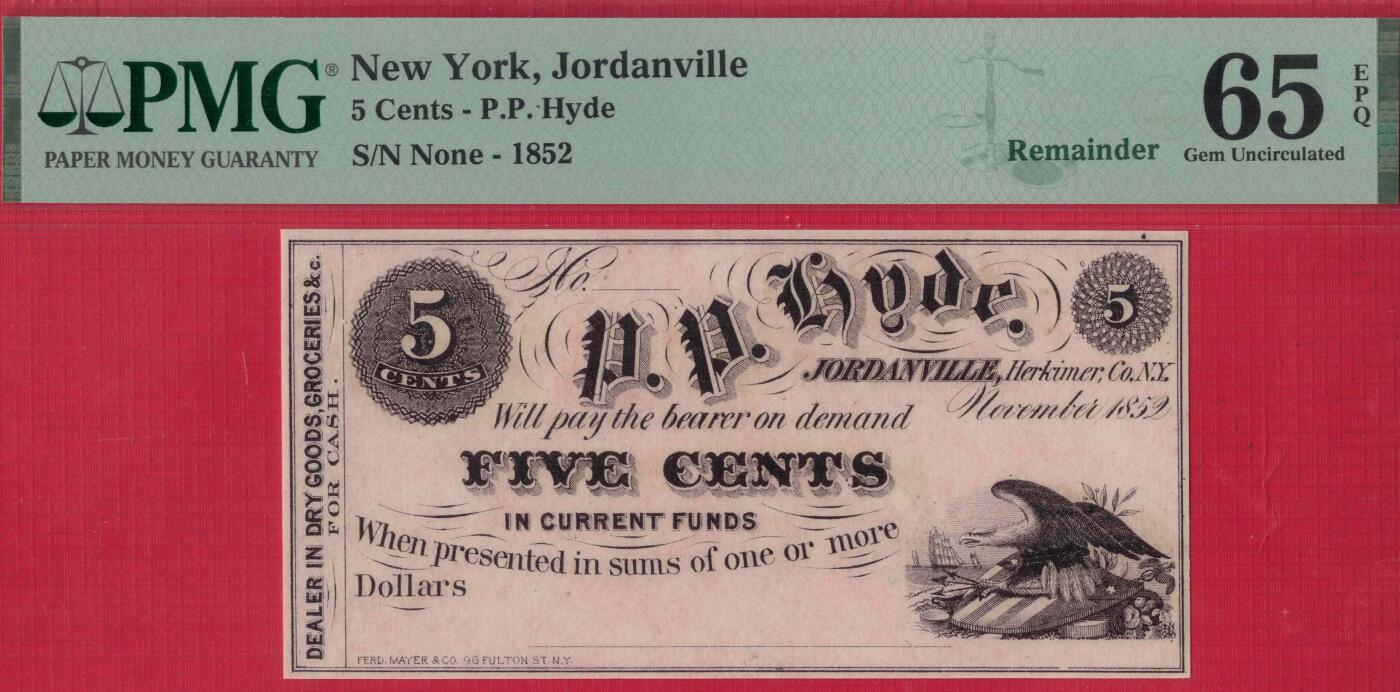 PMG®
PAPER MONEY GUARANTY
New York, Jordanville
5 Cents - P.P. Hyde
S/N None - 1852
Remainder
65
EPQ
Gem Uncirculated
DEALER IN DRY GOODS, GROCERIES &c.
FOR CASH.
5
CENTS
No.
P.P. Hyde.
5
JORDANVILLE, Herkimer, Co. N.Y.
November 1852
Will pay the bearer on demand
FIVE CENTS
IN CURRENT FUNDS
When presented in sums of one or more
Dollars
FERD. MAYER & CO. 96 FULTON ST. N.Y.